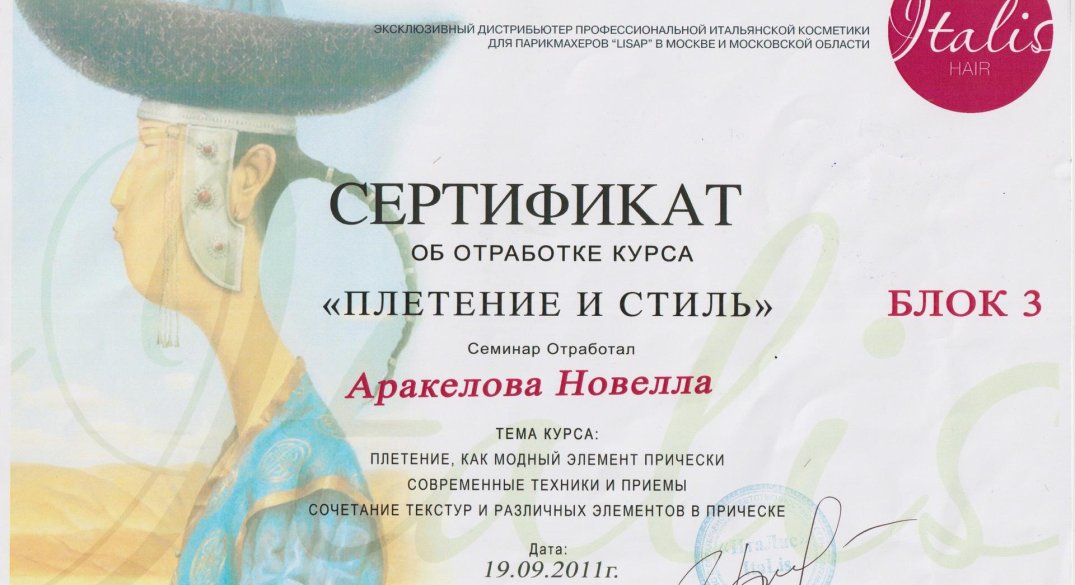 ЭКСКЛЮЗИВНЫЙ ДИСТРИБЬЮТЕР ПРОФЕССИОНАЛЬНОЙ ИТАЛЬЯНСКОЙ КОСМЕТИКИ
ДЛЯ ПАРИКМАХЕРОВ "LISAP" В МОСКВЕ И МОСКОВСКОЙ ОБЛАСТИ
Italis
HAIR
СЕРТИФИКАТ
ОБ ОТРАБОТКЕ КУРСА
«ПЛЕТЕНИЕ И СТИЛЬ»
БЛОК 3
Семинар Отработал
Аракелова Новелла
ТЕМА КУРСА:
ПЛЕТЕНИЕ, КАК МОДНЫЙ ЭЛЕМЕНТ ПРИЧЕСКИ
СОВРЕМЕННЫЕ ТЕХНИКИ И ПРИЕМЫ
СОЧЕТАНИЕ ТЕКСТУР И РАЗЛИЧНЫХ ЭЛЕМЕНТОВ В ПРИЧЕСКЕ
Дата:
19.09.2011г.
Italis